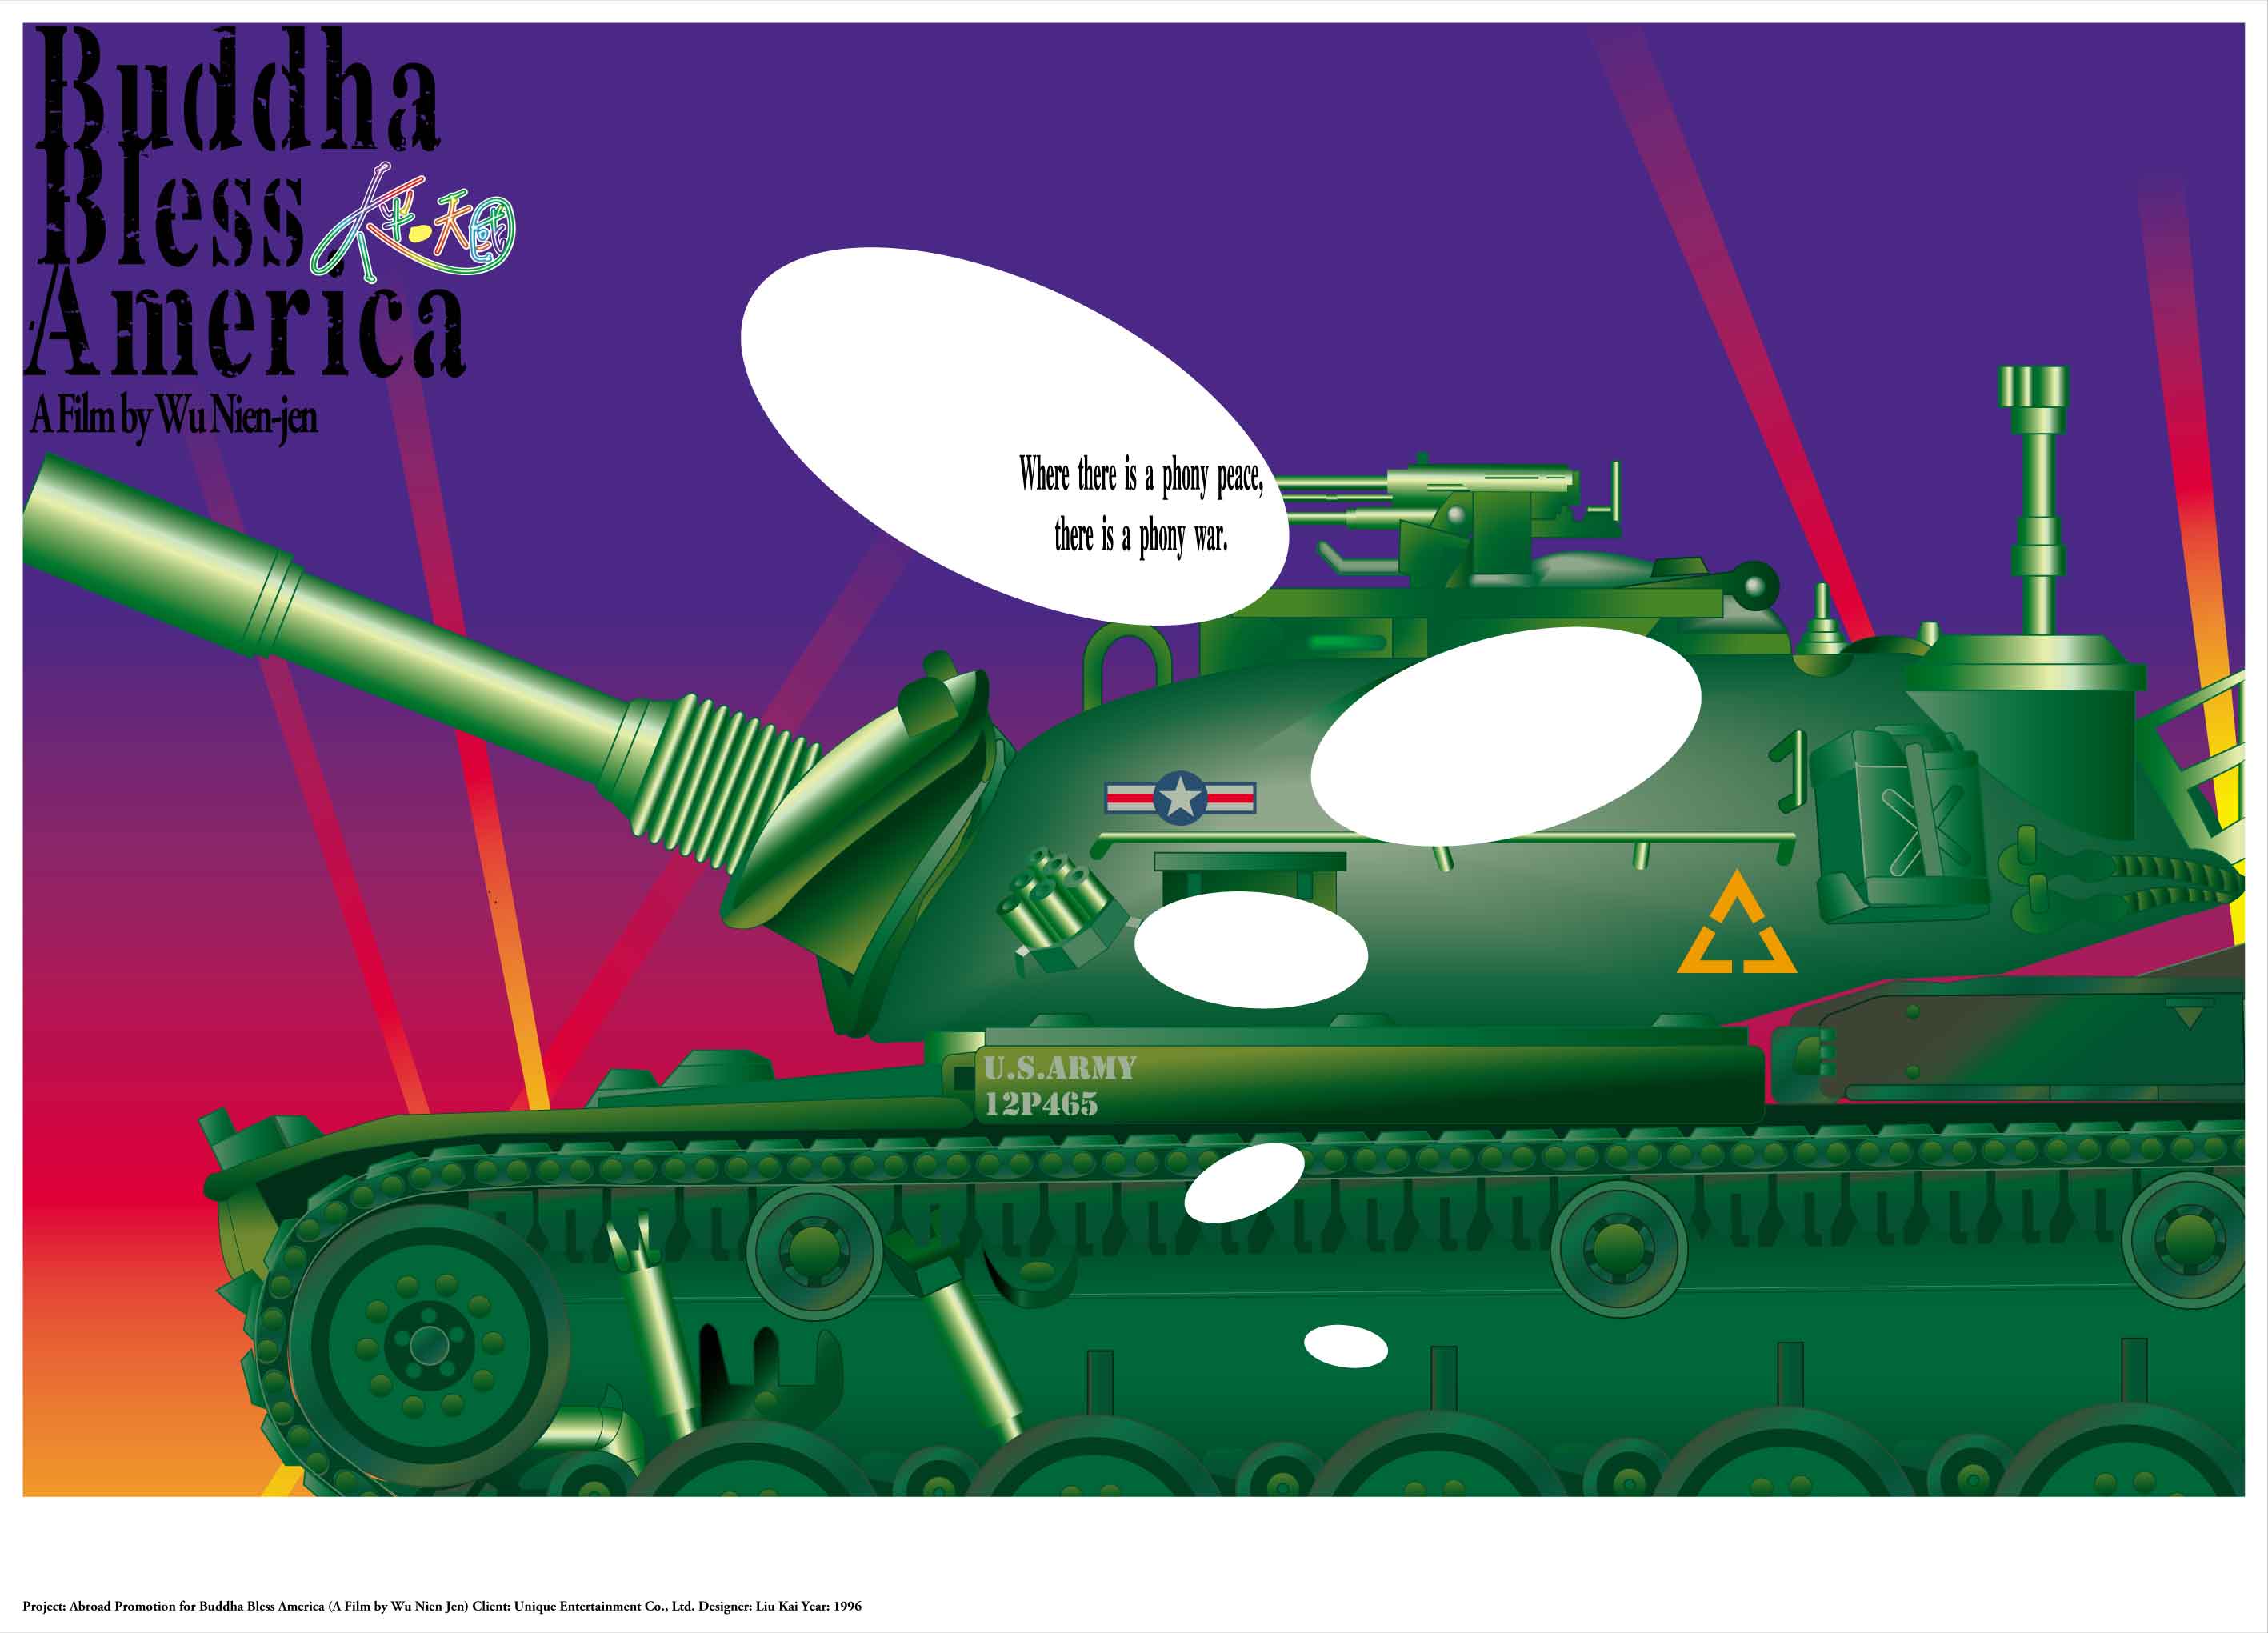 Buddha
Bless
太平天國
America
A Film by Wu Nien-jen
Where there is a phony peace,
there is a phony war.
1
U.S.ARMY
12P465
Project: Abroad Promotion for Buddha Bless America (A Film by Wu Nien Jen) Client: Unique Entertainment Co., Ltd. Designer: Liu Kai Year: 1996